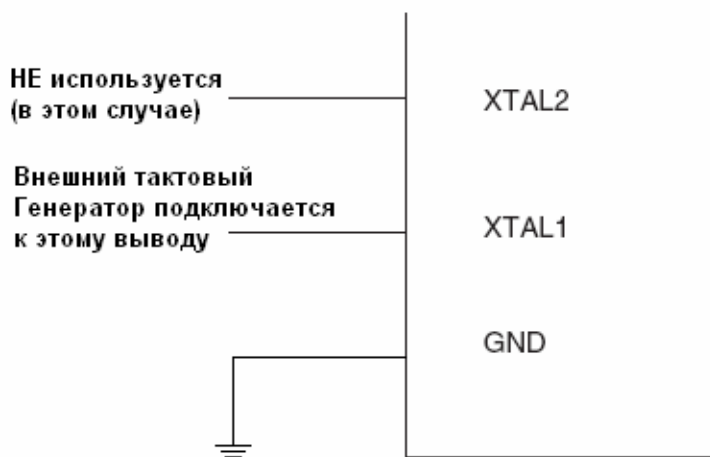 НЕ используется
(в этом случае)
XTAL2
Внешний тактовый
Генератор подключается
к этому выводу
XTAL1
GND